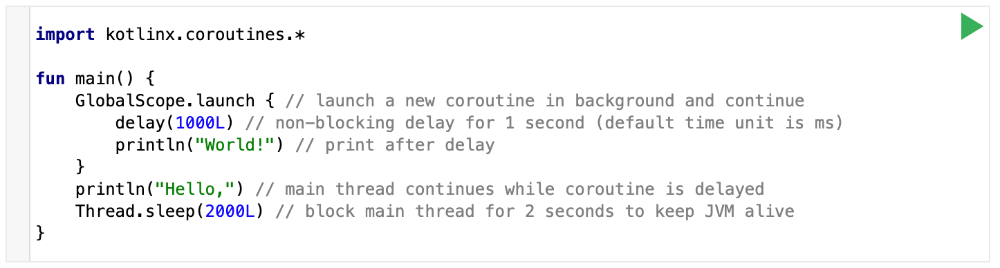 import kotlinx.coroutines.*
fun main() {
    GlobalScope.launch { // launch a new coroutine in background and continue
        delay(1000L) // non-blocking delay for 1 second (default time unit is ms)
        println("World!") // print after delay
    }
    println("Hello,") // main thread continues while coroutine is delayed
    Thread.sleep(2000L) // block main thread for 2 seconds to keep JVM alive
}